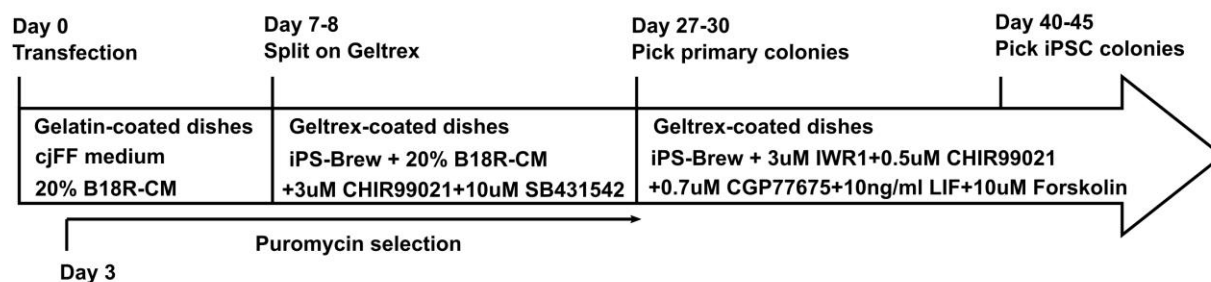 Day 0
Transfection
Day 7-8
Split on Geltrex
Day 27-30
Pick primary colonies
Day 40-45
Pick iPSC colonies
Gelatin-coated dishes
cjFF medium
20% B18R-CM
Geltrex-coated dishes
iPS-Brew + 20% B18R-CM
+3uM CHIR99021+10uM SB431542
Geltrex-coated dishes
iPS-Brew + 3uM IWR1+0.5uM CHIR99021
+0.7uM CGP77675+10ng/ml LIF+10uM Forskolin
Puromycin selection
Day 3